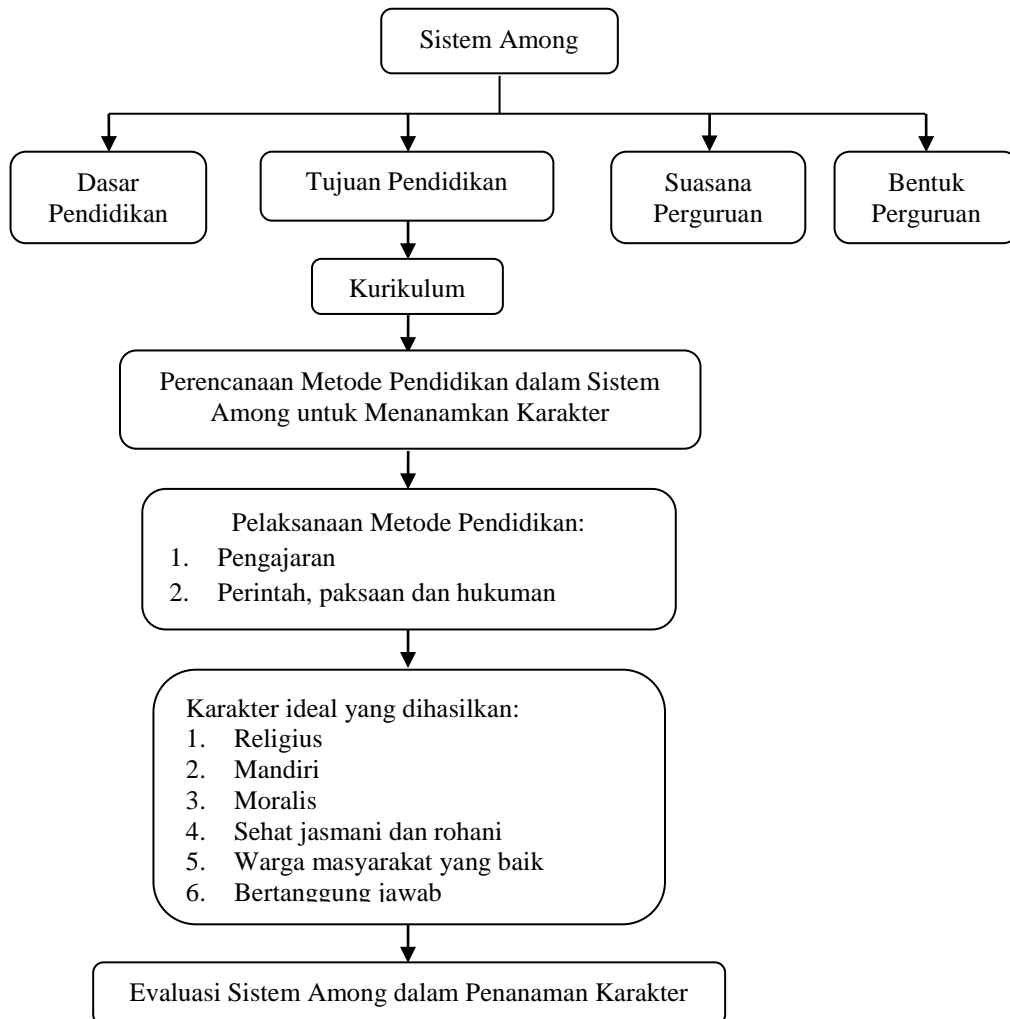 Sistem Among
Dasar
Pendidikan
Tujuan Pendidikan
Suasana
Perguruan
Bentuk
Perguruan
Kurikulum
Perencanaan Metode Pendidikan dalam Sistem
Among untuk Menanamkan Karakter
Pelaksanaan Metode Pendidikan:
1. Pengajaran
2. Perintah, paksaan dan hukuman
Karakter ideal yang dihasilkan:
1. Religius
2. Mandiri
3. Moralis
4. Sehat jasmani dan rohani
5. Warga masyarakat yang baik
6. Bertanggung jawab
Evaluasi Sistem Among dalam Penanaman Karakter